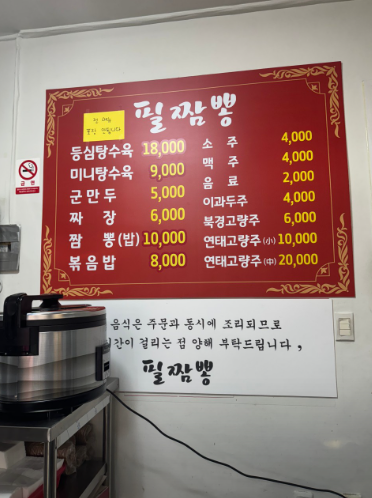 필짬뽕
등심탕수육 18,000
미니탕수육 9,000
군만두 5,000
짜장 6,000
짬뽕(밥) 10,000
볶음밥 8,000
소주 4,000
맥주 4,000
음료 2,000
이과두주 4,000
북경고량주 6,000
연태고량주(小) 10,000
연태고량주(中) 20,000
금연
음식은 주문과 동시에 조리되므로
시간이 걸리는 점 양해 부탁드립니다,
필짬뽕